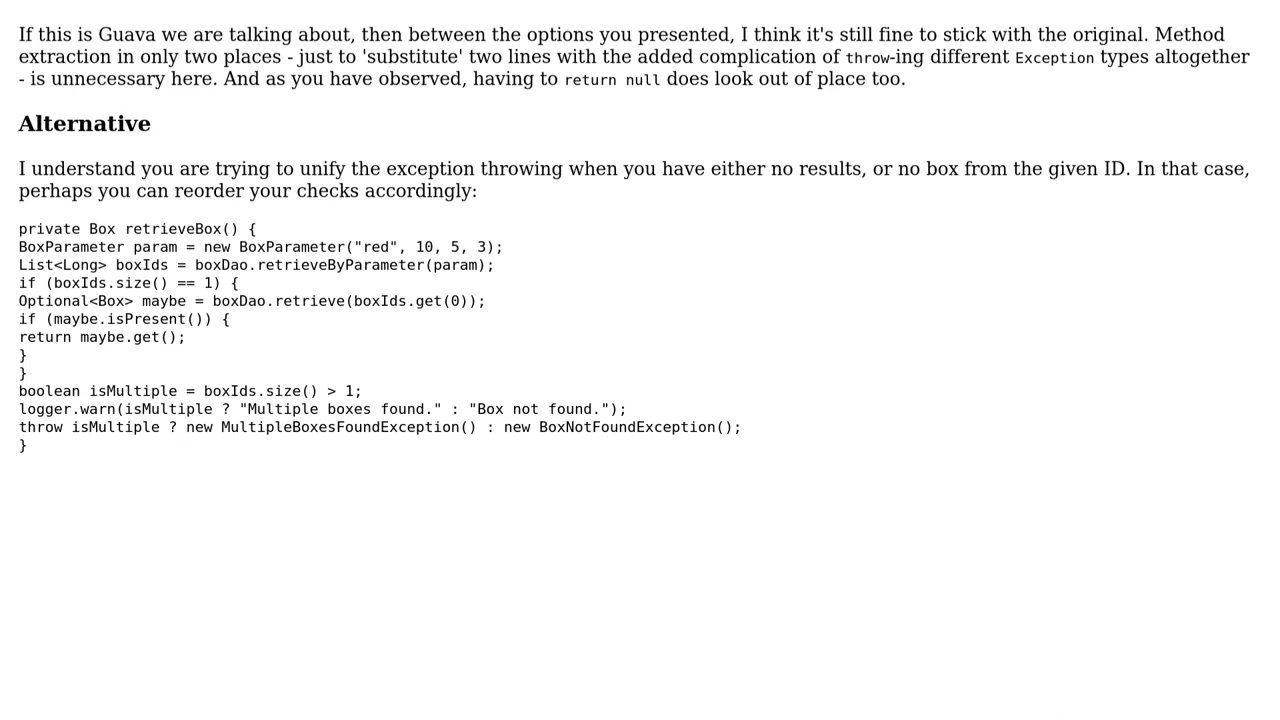 If this is Guava we are talking about, then between the options you presented, I think it's still fine to stick with the original. Method
extraction in only two places - just to 'substitute' two lines with the added complication of throw-ing different Exception types altogether
- is unnecessary here. And as you have observed, having to return null does look out of place too.
Alternative
I understand you are trying to unify the exception throwing when you have either no results, or no box from the given ID. In that case,
perhaps you can reorder your checks accordingly:
private Box retrieveBox() {
BoxParameter param = new BoxParameter("red", 10, 5, 3);
List<Long> boxIds = boxDao.retrieveByParameter(param);
if (boxIds.size() == 1) {
Optional<Box> maybe = boxDao.retrieve(boxIds.get(0));
if (maybe.isPresent()) {
return maybe.get();
}
}
boolean isMultiple = boxIds.size() > 1;
logger.warn(isMultiple ? "Multiple boxes found." : "Box not found.");
throw isMultiple ? new MultipleBoxesFoundException() : new BoxNotFoundException();
}